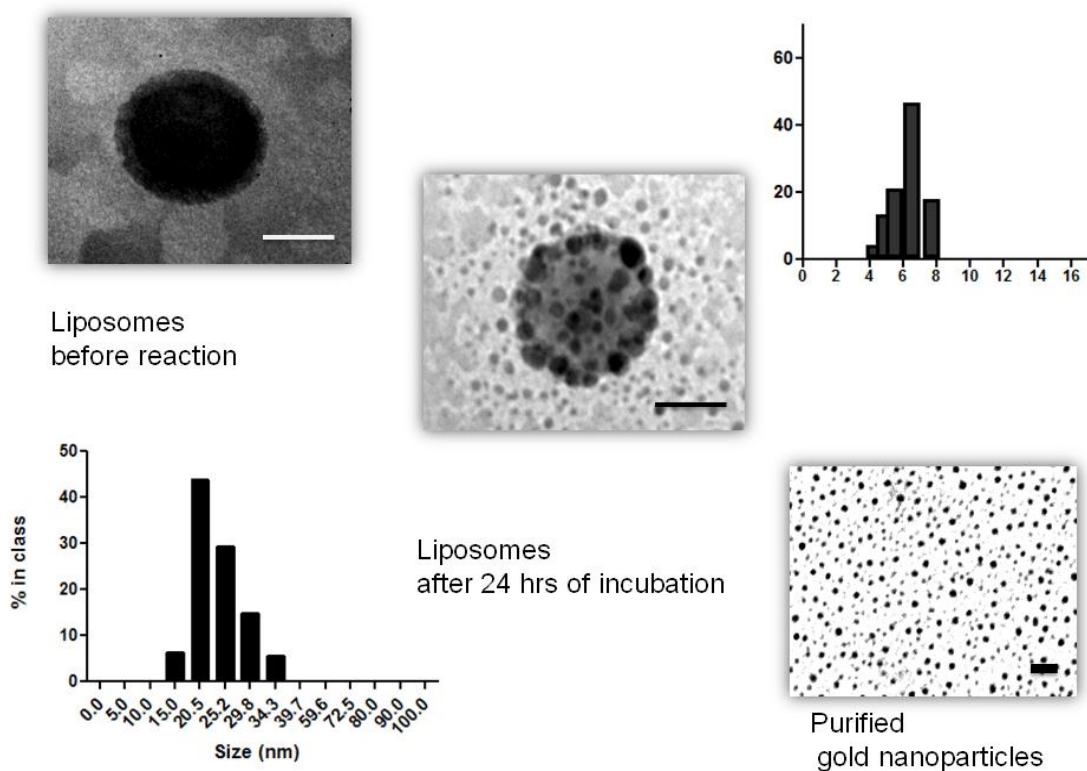 60
40
20
0
0 2 4 6 8 10 12 14 16
Liposomes
before reaction
50
40
30
20
10
0
% in class
0.0 5.0 10.0 15.0 20.5 25.2 29.8 34.3 39.7 59.6 72.5 80.0 90.0 100.0
Size (nm)
Liposomes
after 24 hrs of incubation
Purified
gold nanoparticles